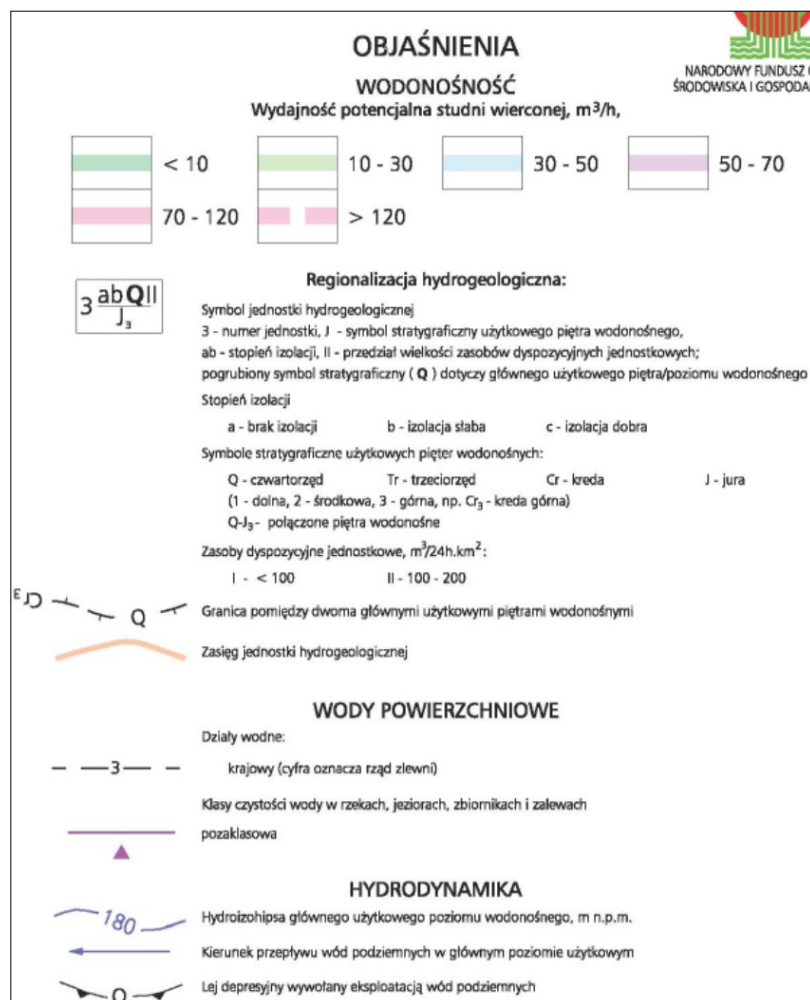 OBJAŚNIENIA
NARODOWY FUNDUSZ
ŚRODOWISKA I GOSPODAR
WODONOŚNOŚĆ
Wydajność potencjalna studni wierconej, m³/h,
< 10
10 - 30
30 - 50
50 - 70
70 - 120
> 120
3 abQII
J₃
Regionalizacja hydrogeologiczna:
Symbol jednostki hydrogeologicznej
3 - numer jednostki, J - symbol stratygraficzny użytkowego piętra wodonośnego,
ab - stopień izolacji, II - przedział wielkości zasobów dyspozycyjnych jednostkowych;
pogrubiony symbol stratygraficzny ( Q ) dotyczy głównego użytkowego piętra/poziomu wodonośnego
Stopień izolacji
a - brak izolacji b - izolacja słaba c - izolacja dobra
Symbole stratygraficzne użytkowych pięter wodonośnych:
Q - czwartorzęd Tr - trzeciorzęd Cr - kreda J - jura
(1 - dolna, 2 - środkowa, 3 - górna, np. Cr₃ - kreda górna)
Q-J₃ - połączone piętra wodonośne
Zasoby dyspozycyjne jednostkowe, m³/24h.km²:
I - < 100 II - 100 - 200
Cr₃ Q Granica pomiędzy dwoma głównymi użytkowymi piętrami wodonośnymi
Zasięg jednostki hydrogeologicznej
WODY POWIERZCHNIOWE
Działy wodne:
3 krajowy (cyfra oznacza rząd zlewni)
Klasy czystości wody w rzekach, jeziorach, zbiornikach i zalewach
pozaklasowa
HYDRODYNAMIKA
180 Hydroizohipsa głównego użytkowego poziomu wodonośnego, m n.p.m.
Kierunek przepływu wód podziemnych w głównym poziomie użytkowym
Q Lej depresyjny wywołany eksploatacją wód podziemnych